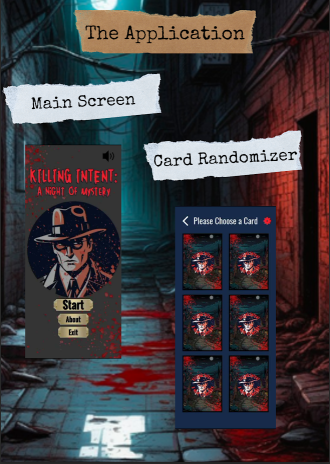 The Application
Main Screen
Card Randomizer
KILLING INTENT:
A NIGHT OF MYSTERY
Start
About
Exit
Please Choose a Card